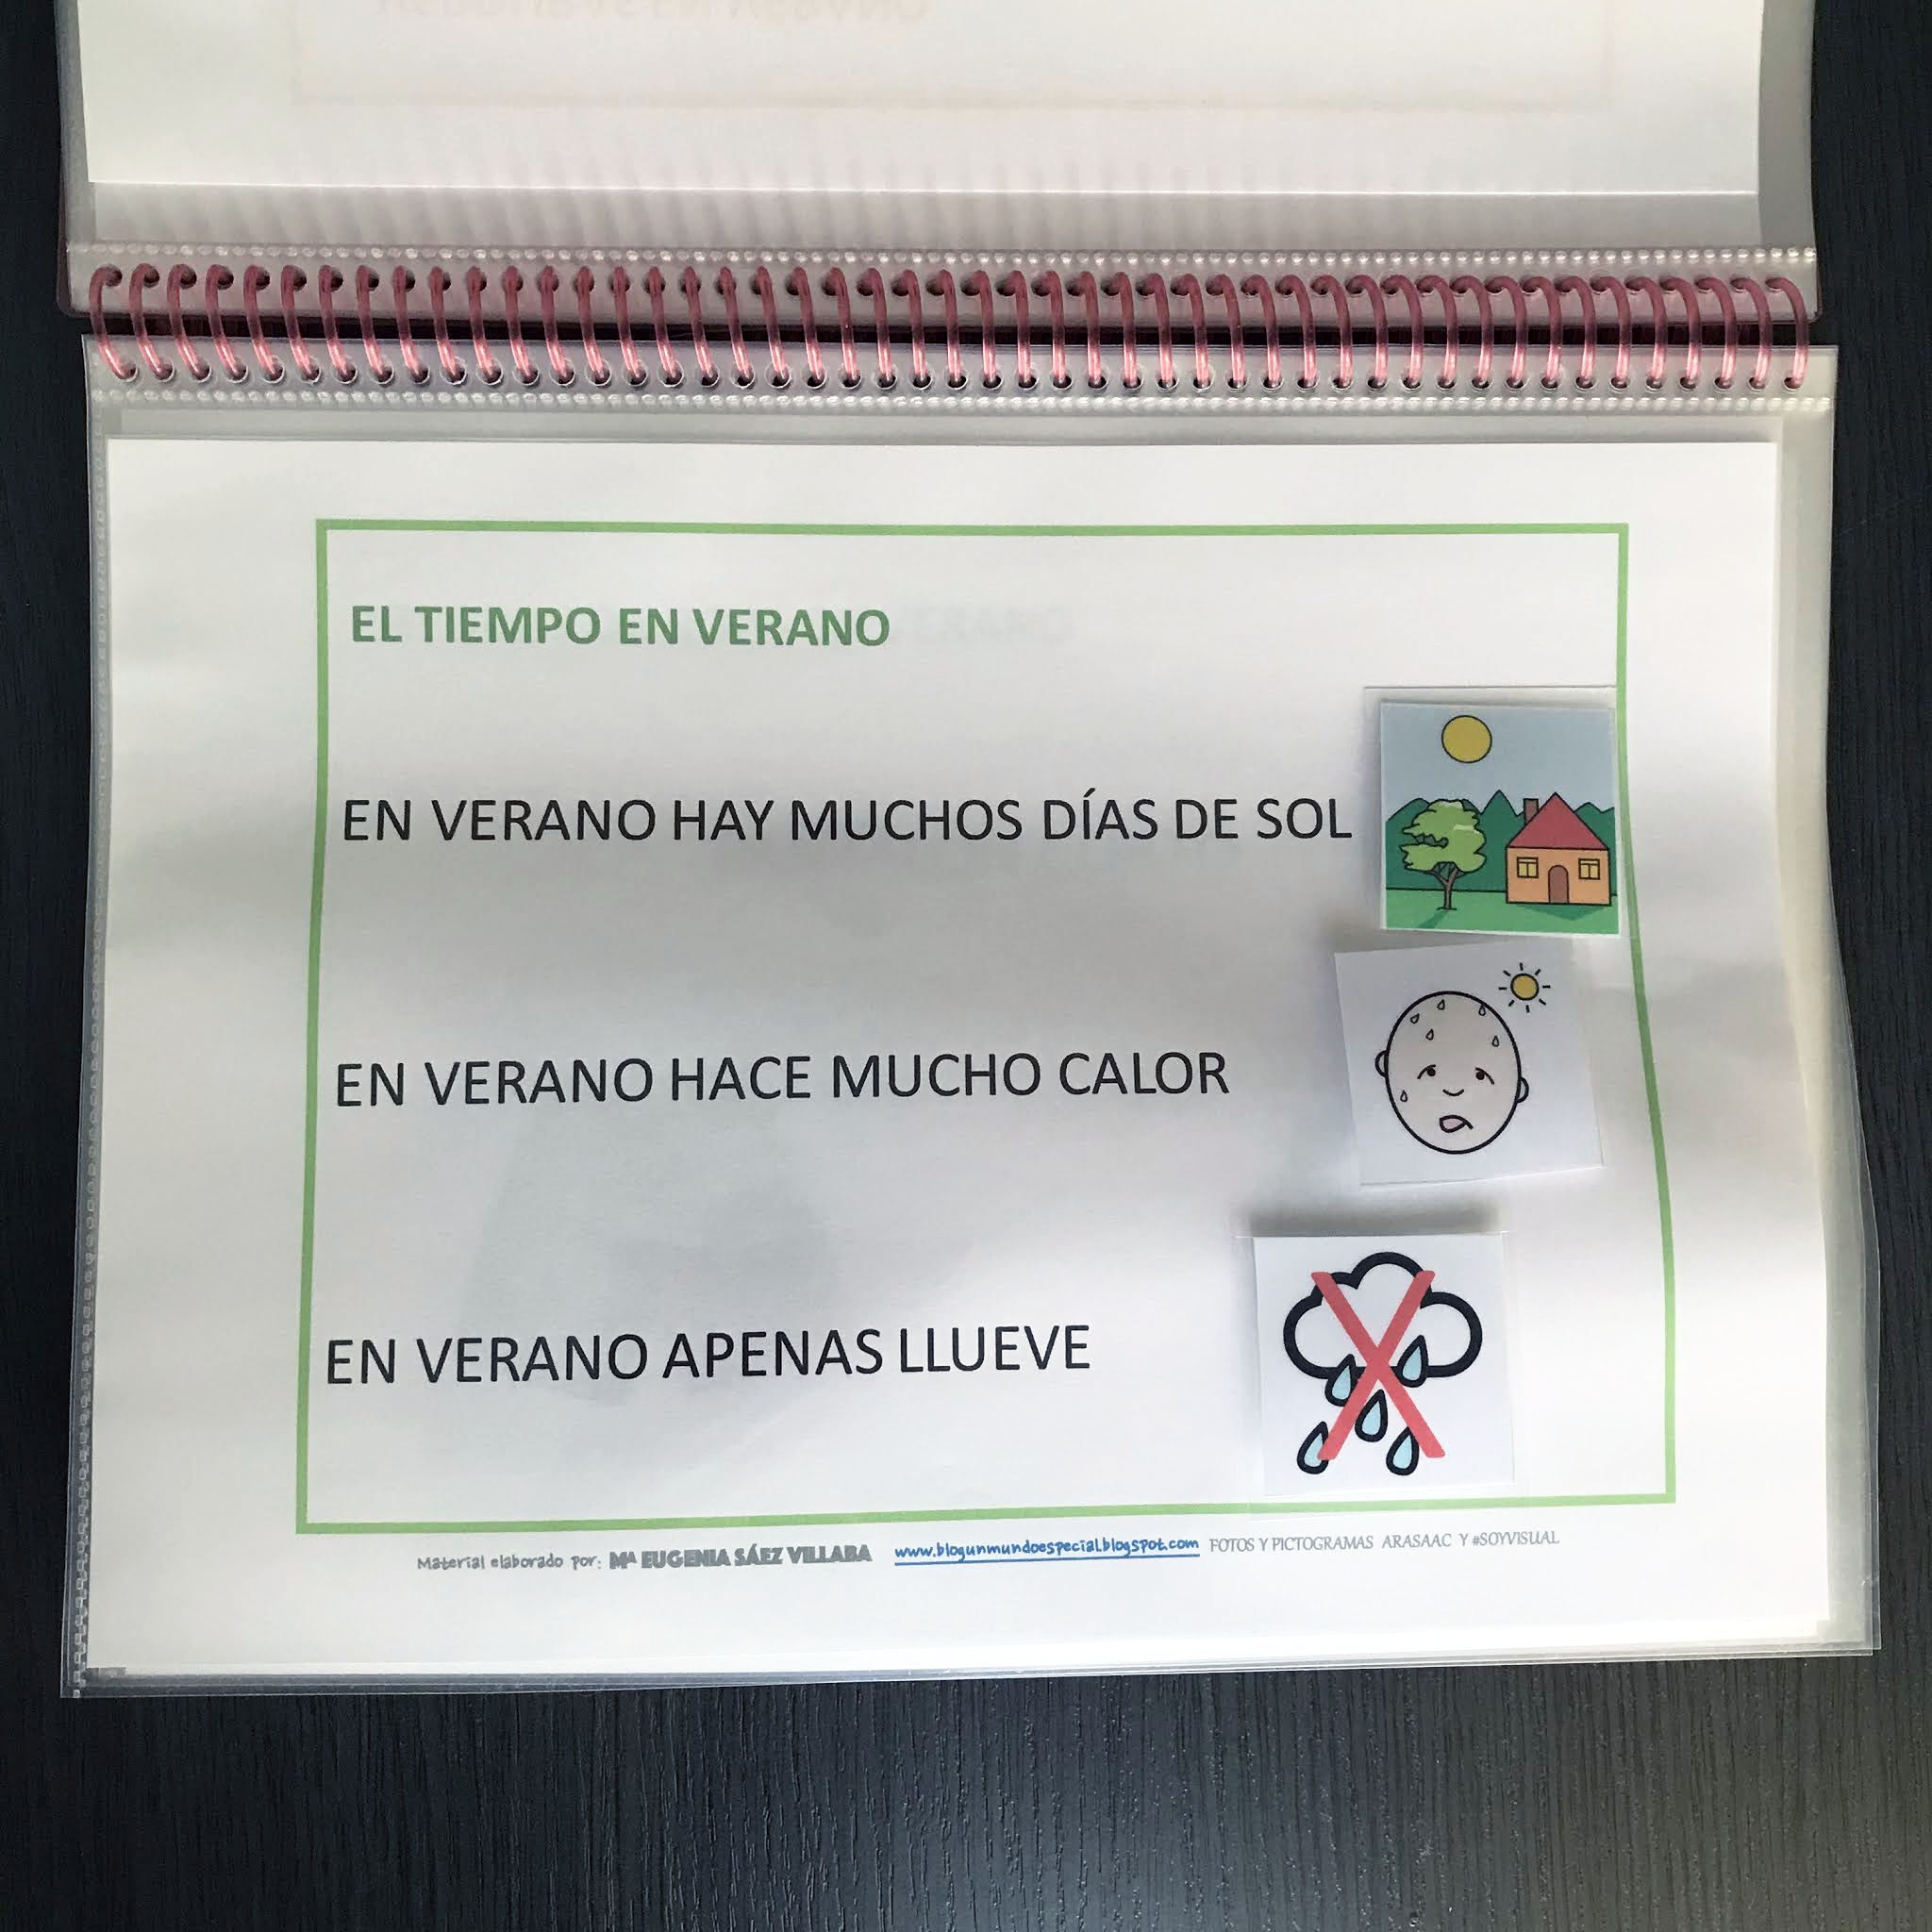 EL TIEMPO EN VERANO
EN VERANO HAY MUCHOS DÍAS DE SOL
EN VERANO HACE MUCHO CALOR
EN VERANO APENAS LLUEVE
Material elaborado por: Mª EUGENIA SÁEZ VILLABA www.blogunmundoespecial.blogspot.com FOTOS Y PICTOGRAMAS ARASAAC Y #SOYVISUAL